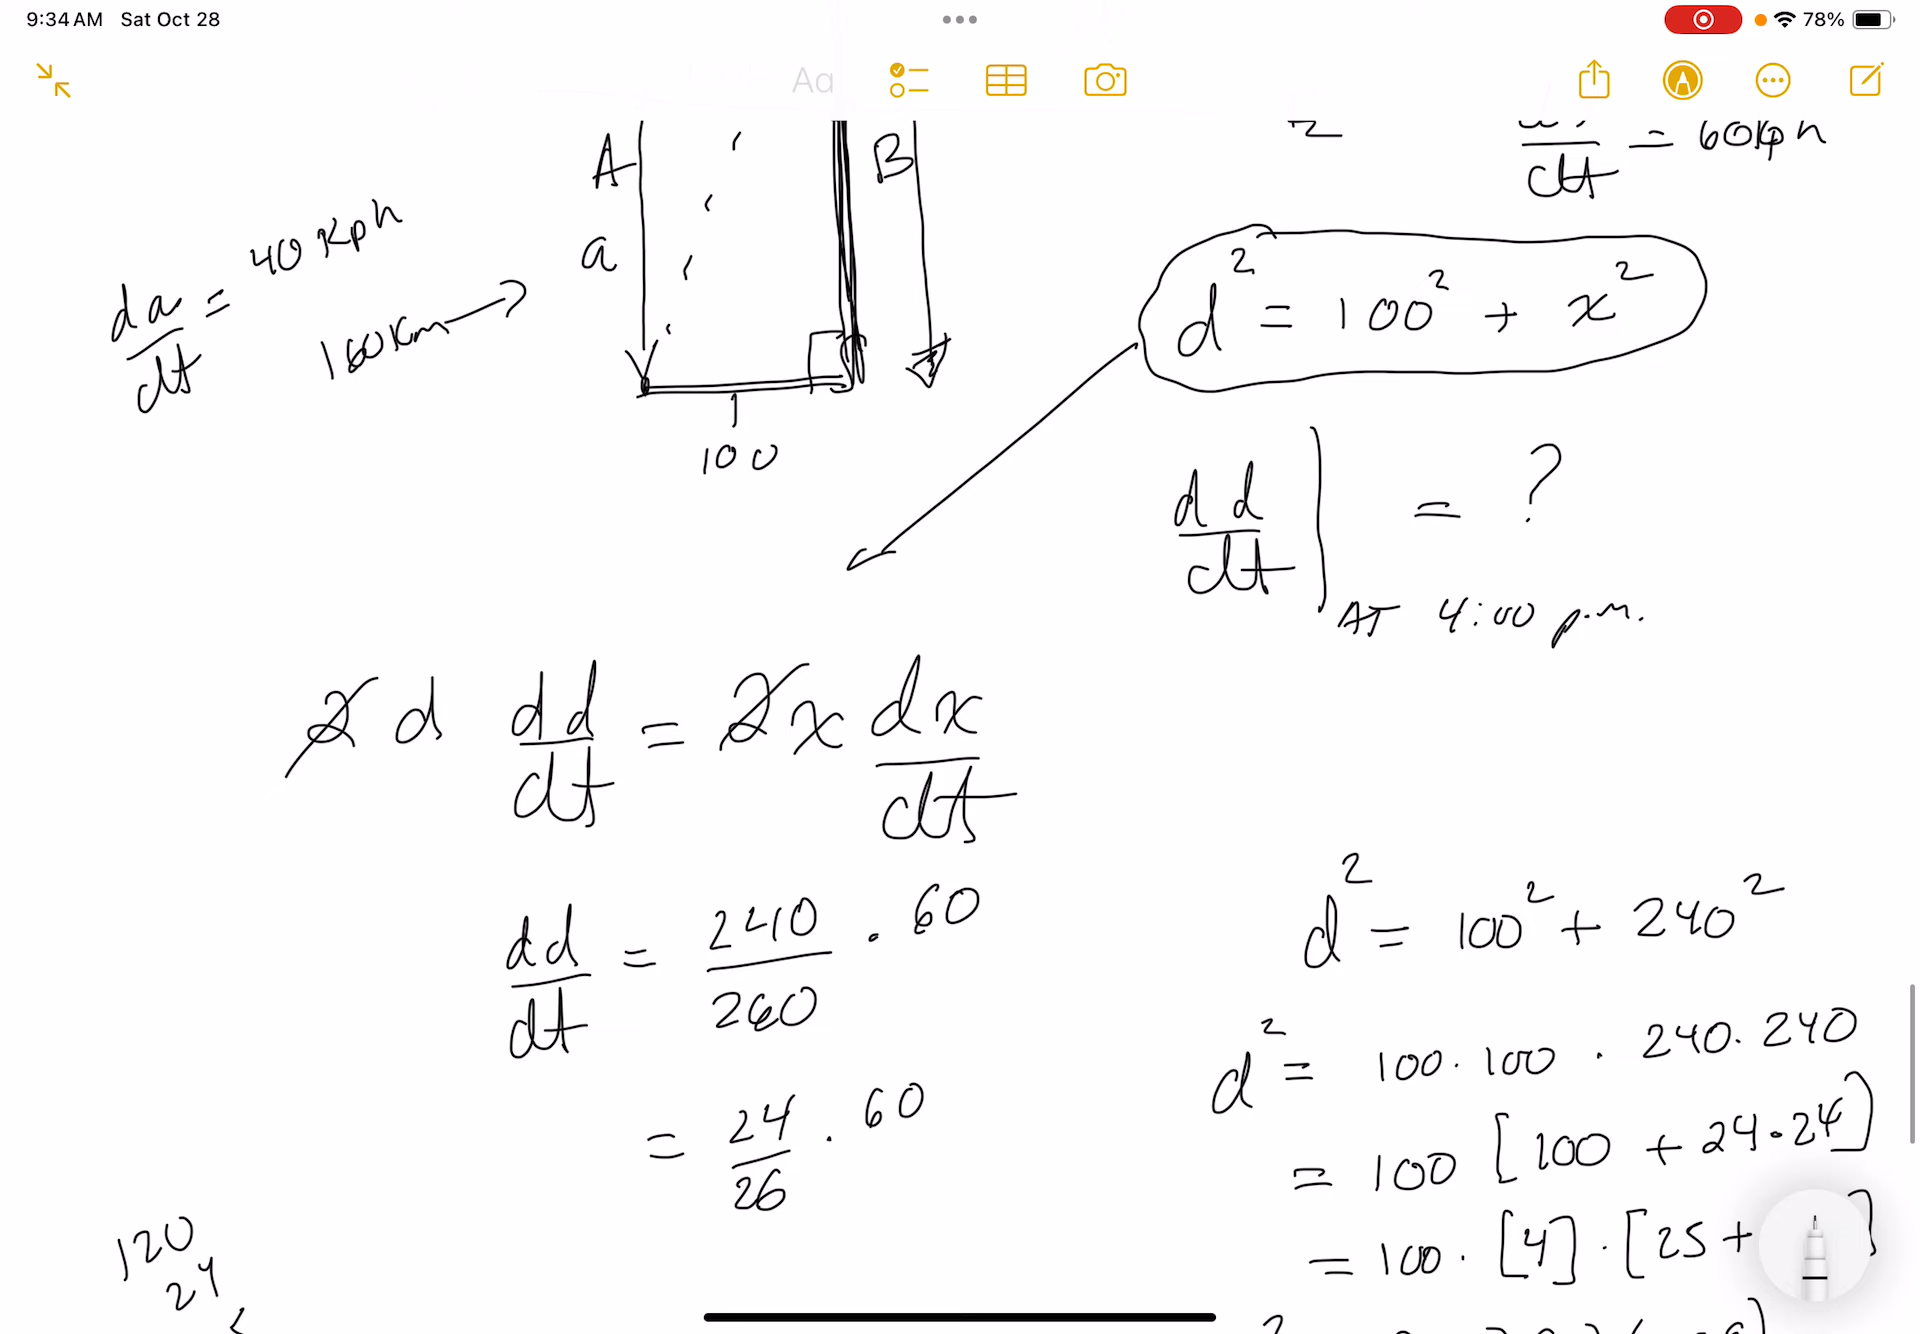 9:34 AM Sat Oct 28
78%
Aa
A
B
a
da/dt = 40 Kph
160 Km
100
2
/dt = 60 kph
d² = 100² + x²
dd/dt | = ?
AT 4:00 p.m.
2 d dd/dt = 2x dx/dt
dd/dt = 240/260 . 60
= 24/26 . 60
120
24
d² = 100² + 240²
d² = 100. 100 . 240. 240
= 100 [100 + 24.24]
= 100 . [4] . [25 + ]